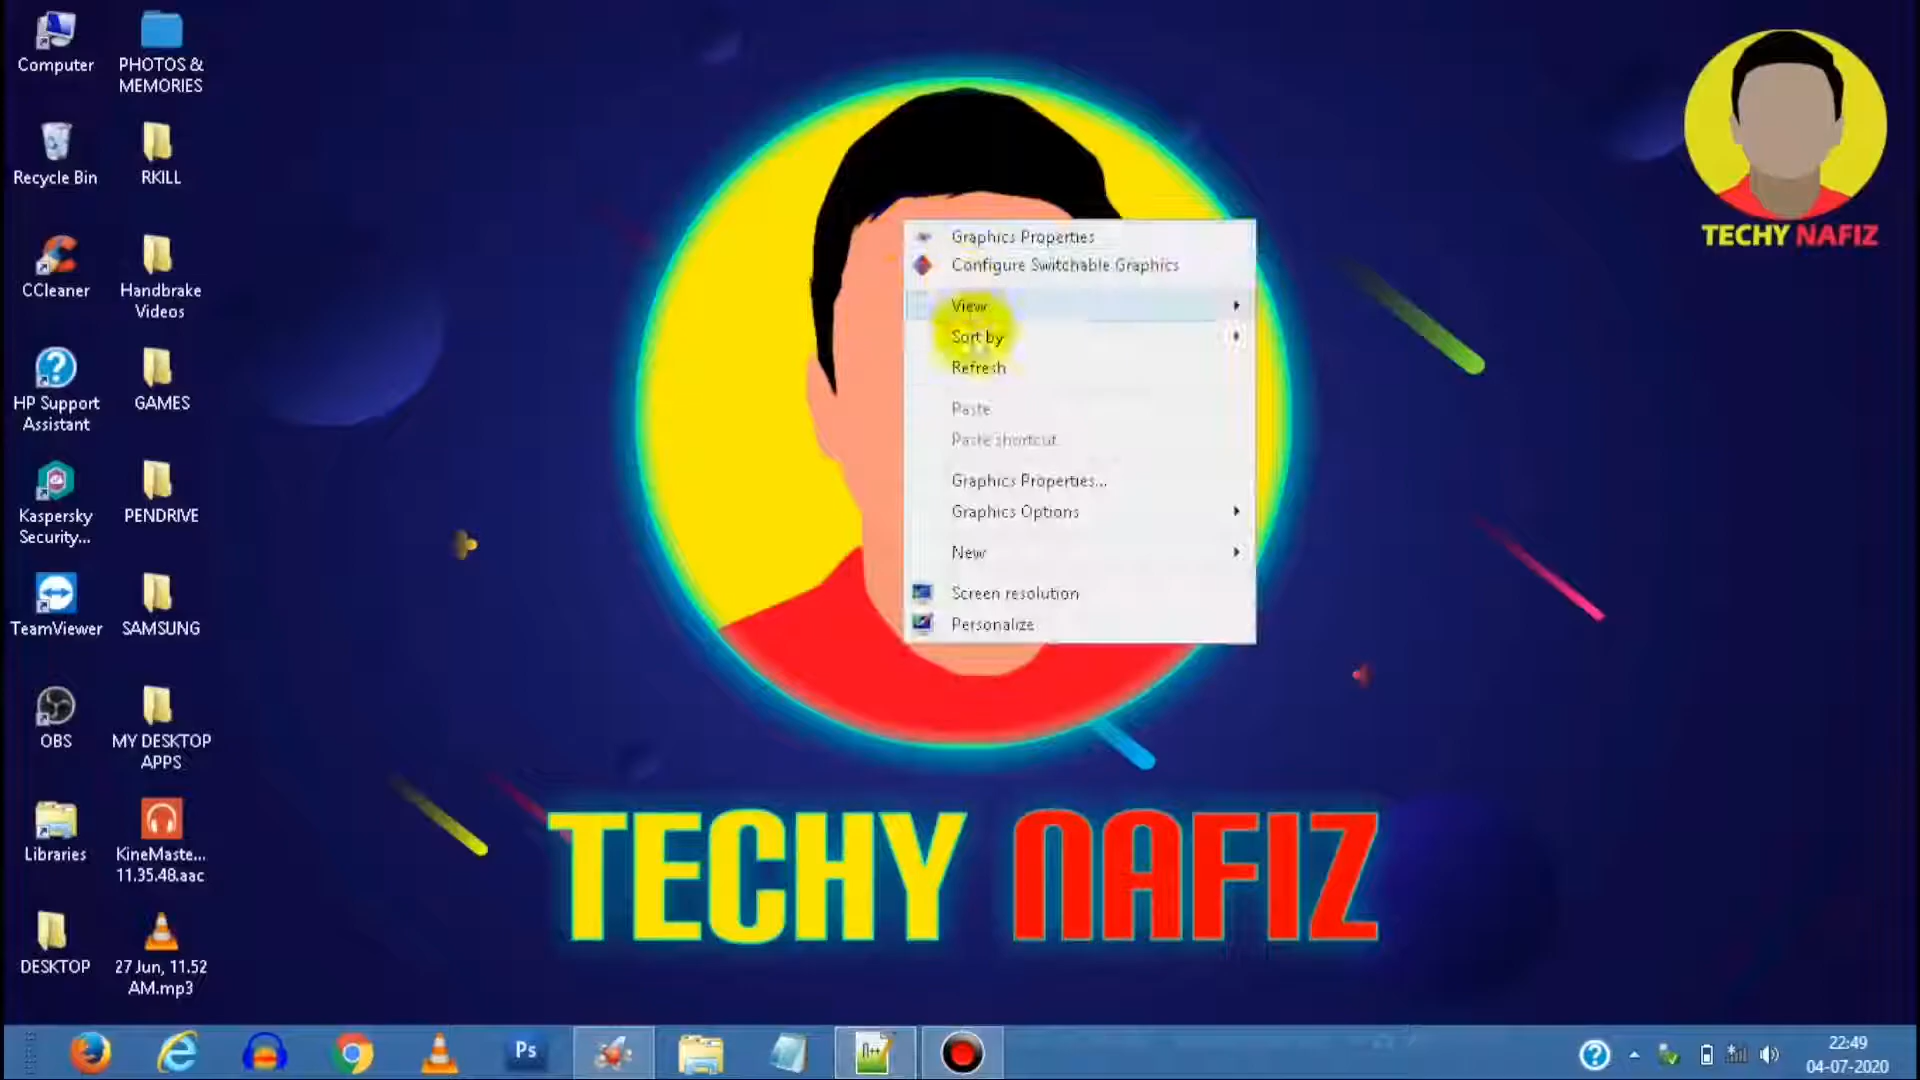 Computer
PHOTOS &
MEMORIES
Recycle Bin
RKILL
CCleaner
Handbrake
Videos
HP Support
Assistant
GAMES
Kaspersky
Security...
PENDRIVE
TeamViewer
SAMSUNG
OBS
MY DESKTOP
APPS
Libraries
KineMaste...
11.35.48.aac
DESKTOP
27 Jun, 11.52
AM.mp3
Graphics Properties
Configure Switchable Graphics
View
Sort by
Refresh
Paste
Paste shortcut
Graphics Properties...
Graphics Options
New
Screen resolution
Personalize
TECHY NAFIZ
TECHY NAFIZ
Ps
n++
22:49
04-07-2020